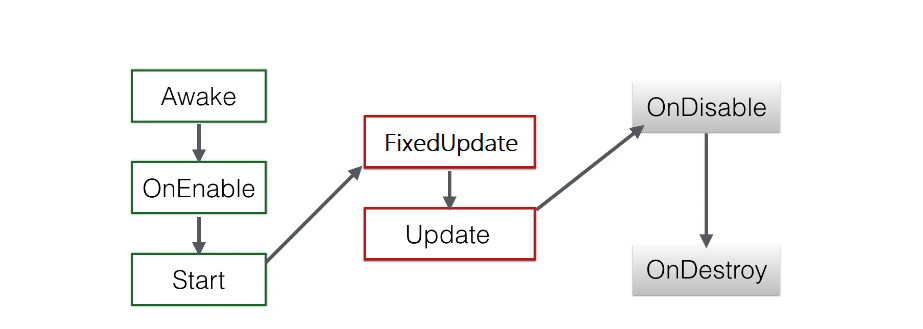 Awake
OnEnable
Start
FixedUpdate
Update
OnDisable
OnDestroy